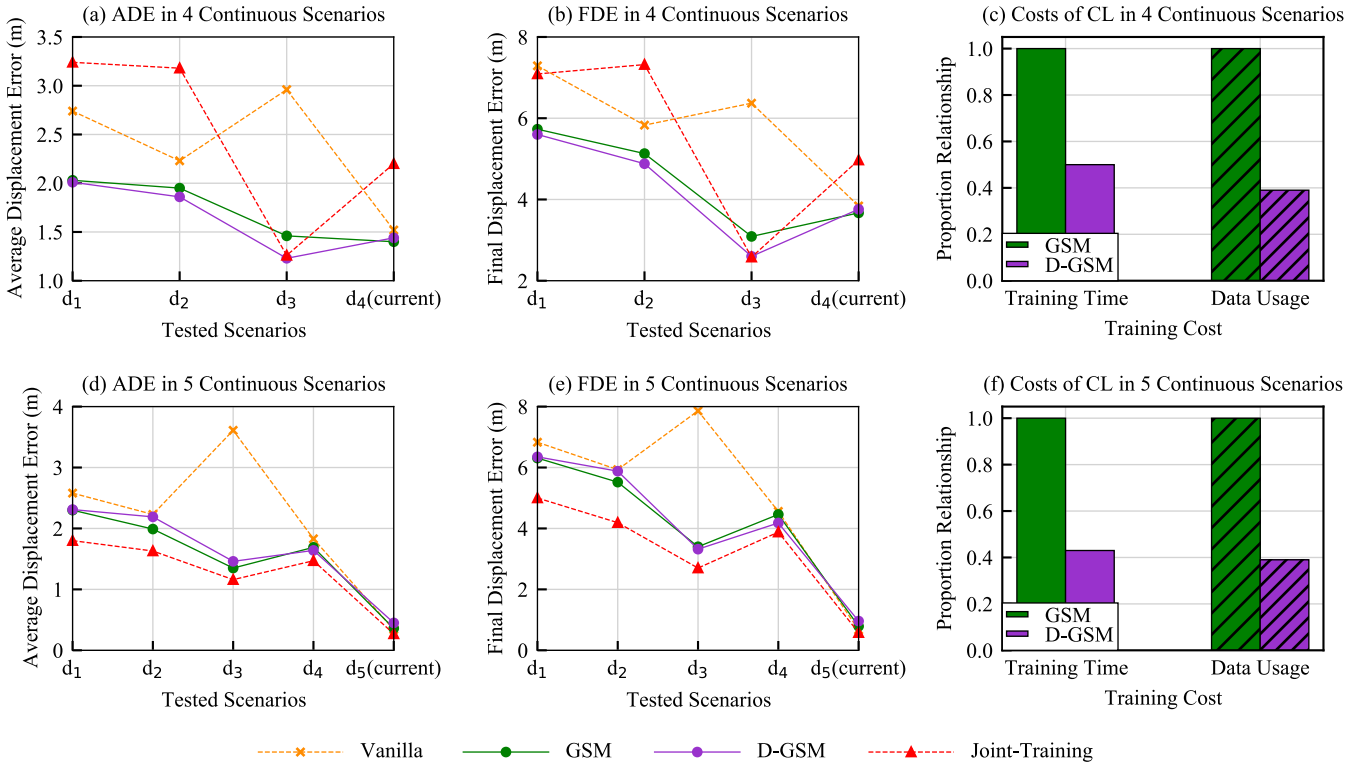 (a) ADE in 4 Continuous Scenarios
Average Displacement Error (m)
3.5
3.0
2.5
2.0
1.5
1.0
d₁
d₂
d₃
d₄(current)
Tested Scenarios
(b) FDE in 4 Continuous Scenarios
Final Displacement Error (m)
8
6
4
2
d₁
d₂
d₃
d₄(current)
Tested Scenarios
(c) Costs of CL in 4 Continuous Scenarios
Proportion Relationship
1.0
0.8
0.6
0.4
0.2
0.0
GSM
D-GSM
Training Time
Data Usage
Training Cost
(d) ADE in 5 Continuous Scenarios
Average Displacement Error (m)
4
3
2
1
0
d₁
d₂
d₃
d₄
d₅(current)
Tested Scenarios
(e) FDE in 5 Continuous Scenarios
Final Displacement Error (m)
8
6
4
2
0
d₁
d₂
d₃
d₄
d₅(current)
Tested Scenarios
(f) Costs of CL in 5 Continuous Scenarios
Proportion Relationship
1.0
0.8
0.6
0.4
0.2
0.0
GSM
D-GSM
Training Time
Data Usage
Training Cost
Vanilla
GSM
D-GSM
Joint-Training